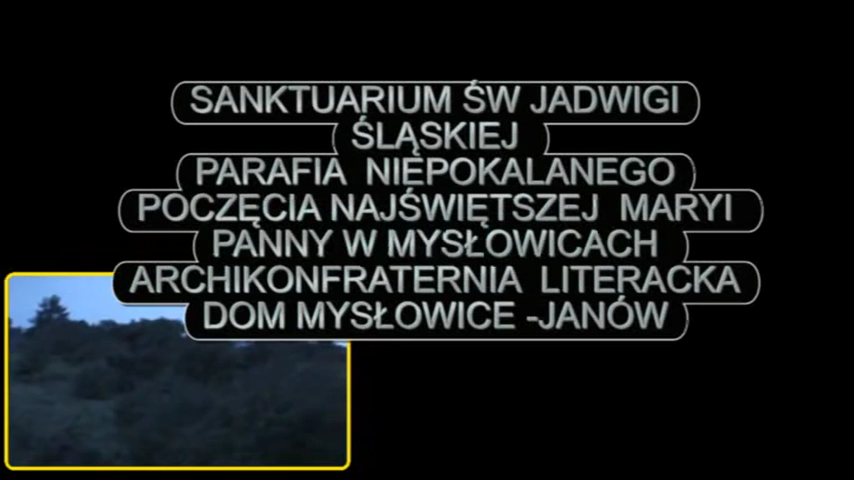 SANKTUARIUM ŚW JADWIGI
ŚLĄSKIEJ
PARAFIA NIEPOKALANEGO
POCZĘCIA NAJŚWIĘTSZEJ MARYI
PANNY W MYSŁOWICACH
ARCHIKONFRATERNIA LITERACKA
DOM MYSŁOWICE -JANÓW